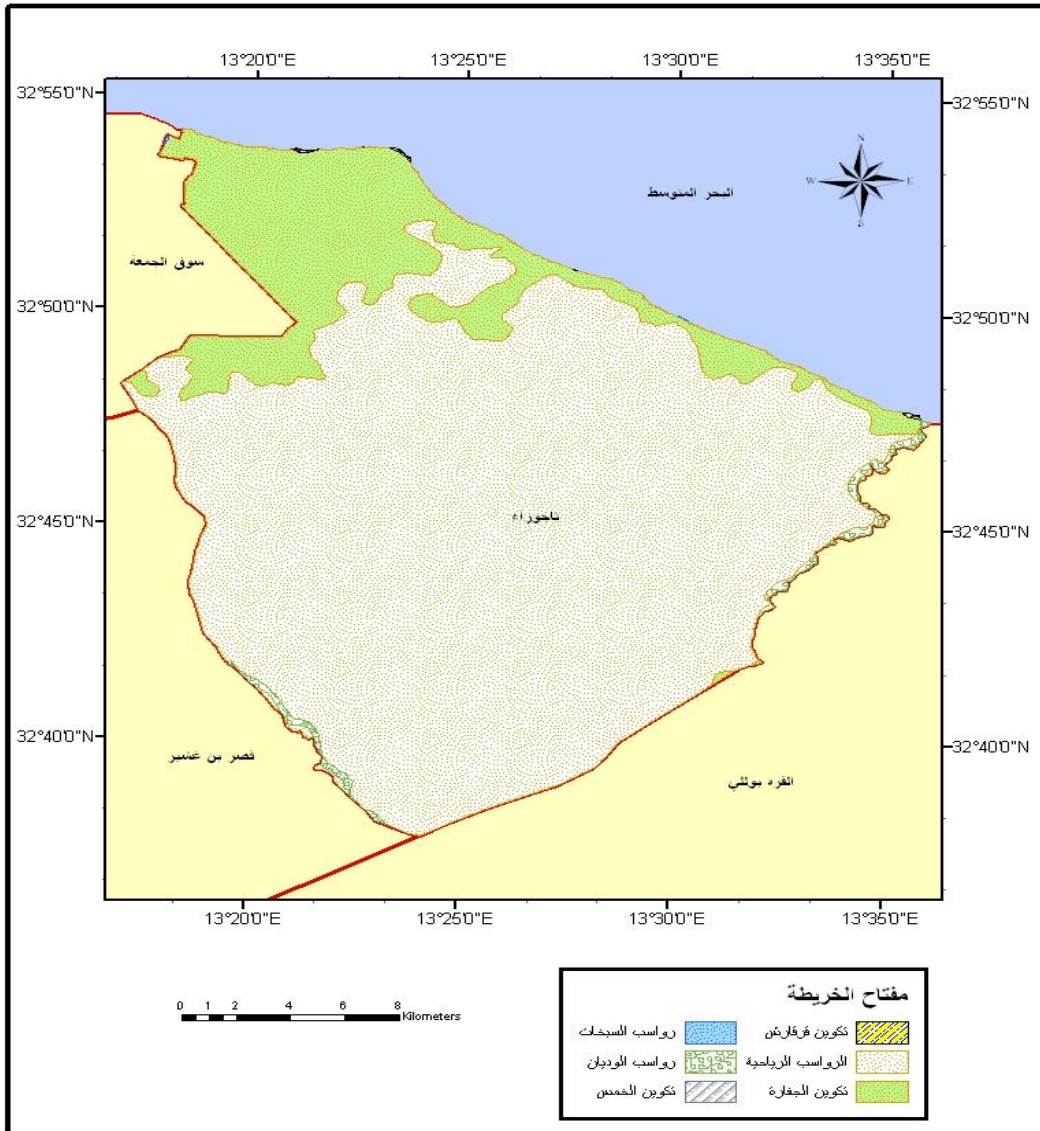 13°20'0"E 13°25'0"E 13°30'0"E 13°35'0"E
32°55'0"N
32°55'0"N
N
W E
S
البحر المتوسط
سوق الجمعة
32°50'0"N
32°50'0"N
تاجوراء
32°45'0"N
32°45'0"N
32°40'0"N
32°40'0"N
قصر بن غشير
القره بوللي
13°20'0"E 13°25'0"E 13°30'0"E 13°35'0"E
0 1 2 4 6 8
Kilometers
مفتاح الخريطة
تكوين قرقارش رواسب السبخات
الرواسب الرياحية رواسب الوديان
تكوين الجفارة تكوين الخمس